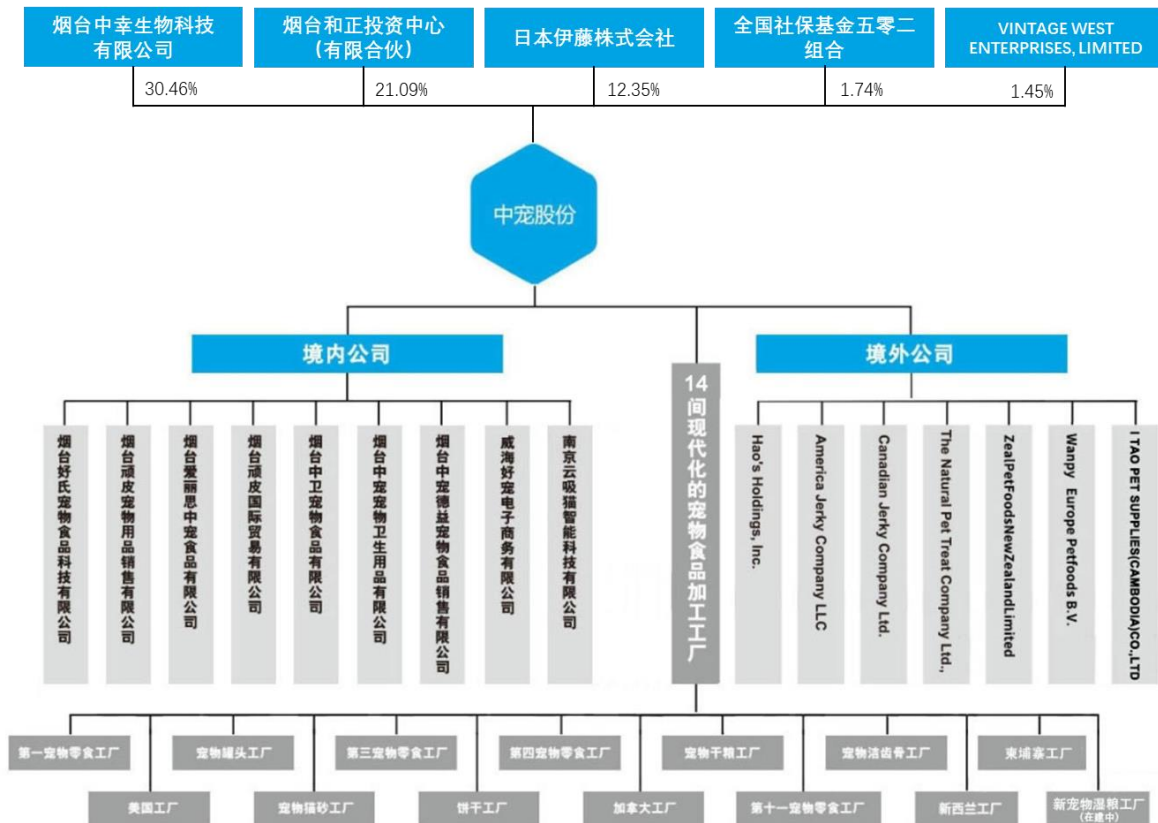 烟台中幸生物科技
有限公司
烟台和正投资中心
(有限合伙)
日本伊藤株式会社
全国社保基金五零二
组合
VINTAGE WEST
ENTERPRISES, LIMITED
30.46%
21.09%
12.35%
1.74%
1.45%
中宠股份
境内公司
境外公司
烟台好氏宠物食品科技有限公司
烟台顽皮宠物用品销售有限公司
烟台爱丽思中宠食品有限公司
烟台顽皮国际贸易有限公司
烟台中卫宠物食品有限公司
烟台中宠宠物卫生用品有限公司
烟台中宠德益宠物食品销售有限公司
威海好宠电子商务有限公司
南京云吸猫智能科技有限公司
14间现代化的宠物食品加工工厂
Hao's Holdings, Inc.
America Jerky Company LLC
Canadian Jerky Company Ltd.
The Natural Pet Treat Company Ltd.,
ZealPetFoodsNewZealandLimited
Wanpy Europe Petfoods B.V.
I TAO PET SUPPLIES(CAMBODIA)CO.,LTD
第一宠物零食工厂
宠物罐头工厂
第三宠物零食工厂
第四宠物零食工厂
宠物干粮工厂
宠物洁齿骨工厂
柬埔寨工厂
美国工厂
宠物猫砂工厂
饼干工厂
加拿大工厂
第十一宠物零食工厂
新西兰工厂
新宠物湿粮工厂
(在建中)